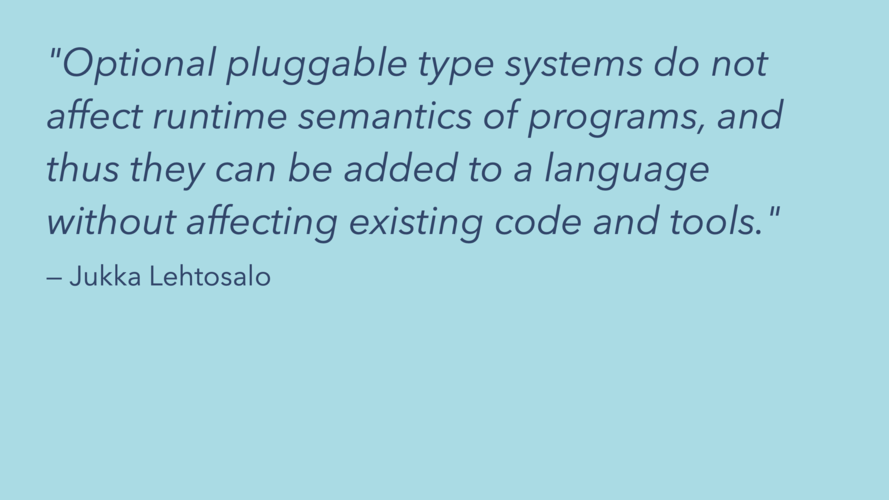 "Optional pluggable type systems do not
affect runtime semantics of programs, and
thus they can be added to a language
without affecting existing code and tools."
– Jukka Lehtosalo